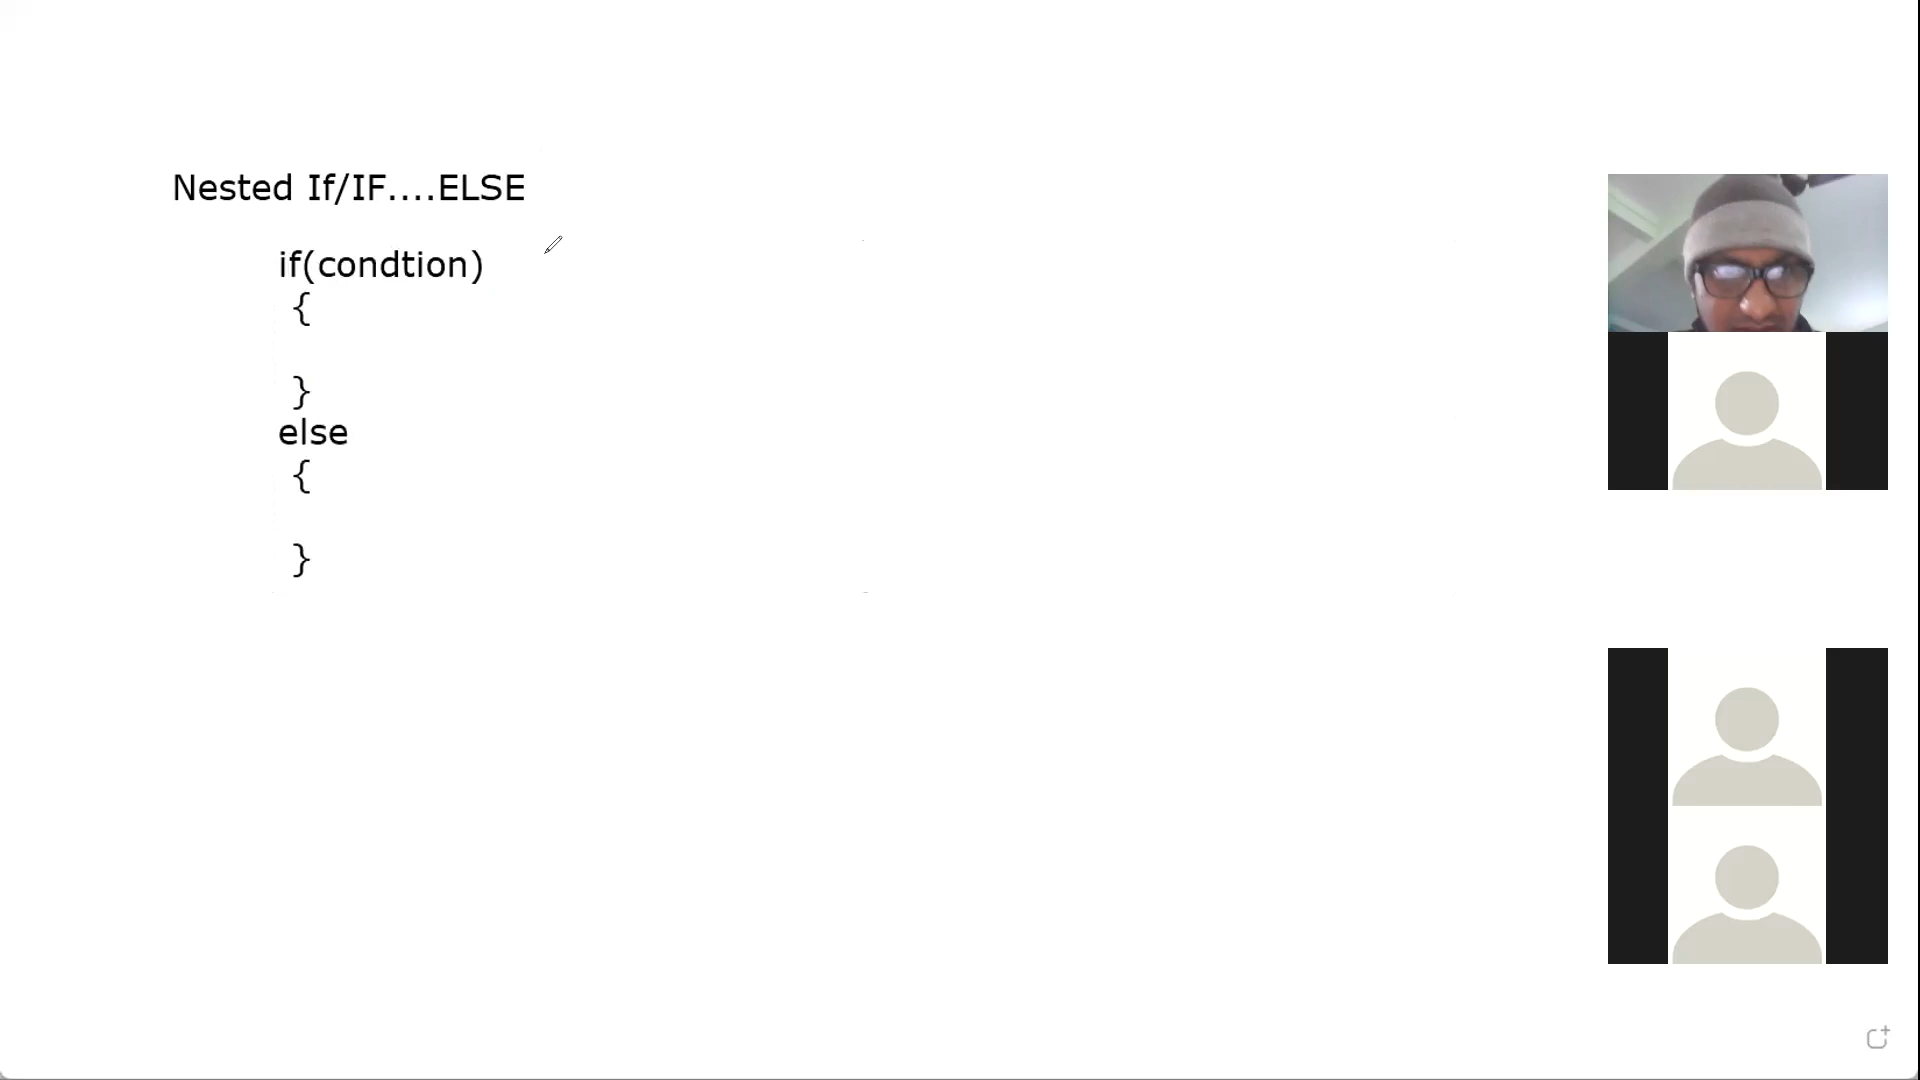 Nested If/IF....ELSE
if(condtion)
{
}
else
{
}